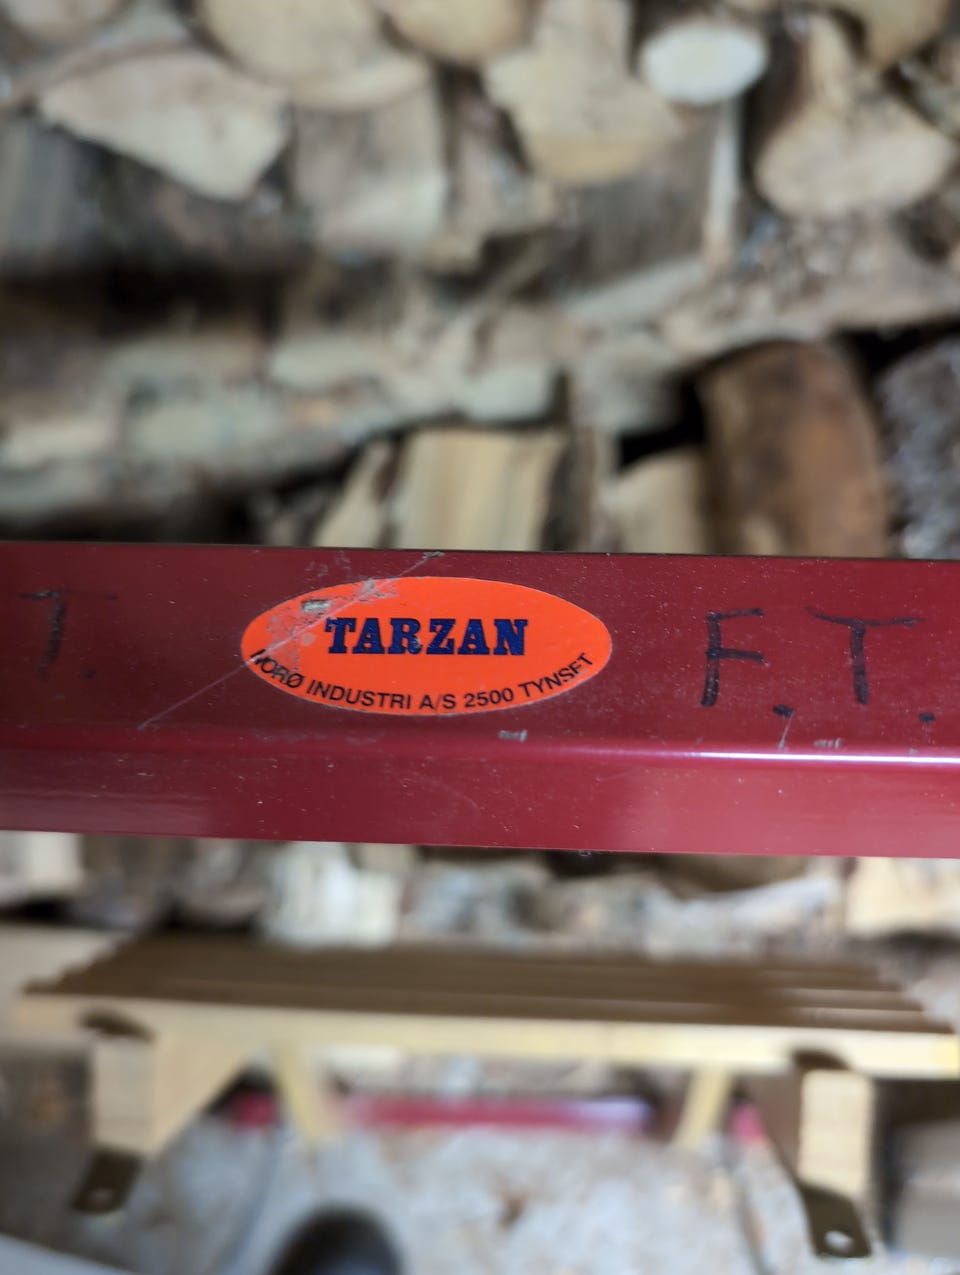 T.
TARZAN
NORØ INDUSTRI A/S 2500 TYNSET
F.T.